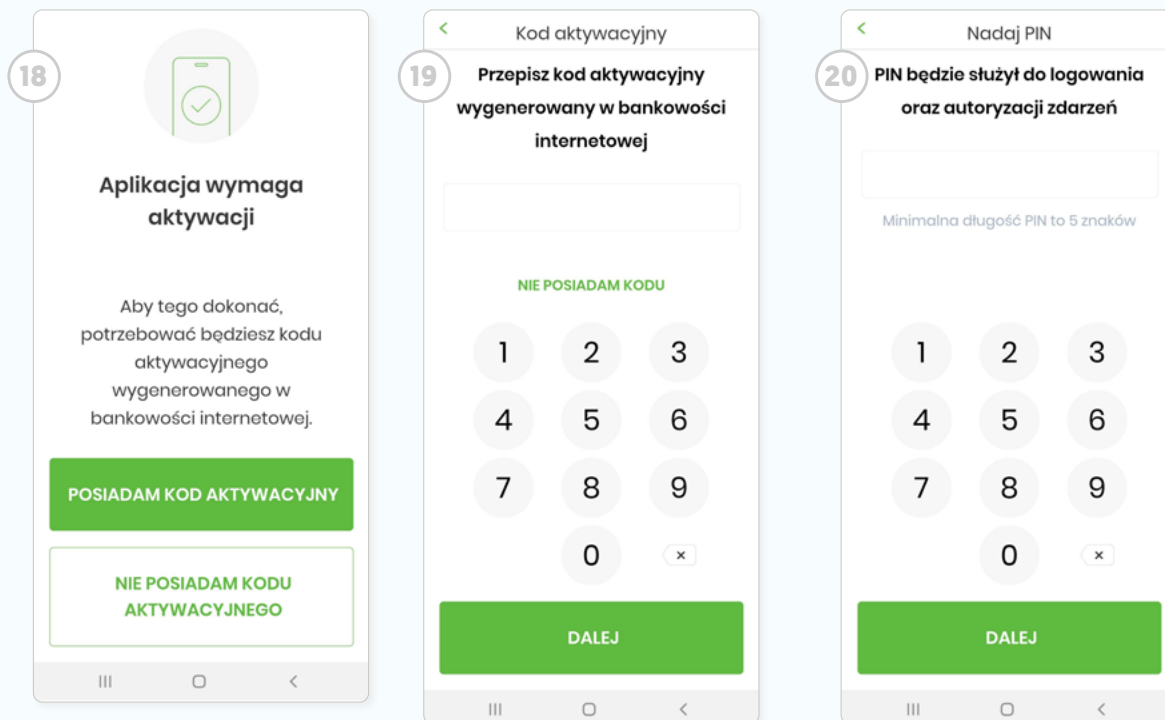 18
Aplikacja wymaga
aktywacji
Aby tego dokonać,
potrzebować będziesz kodu
aktywacyjnego
wygenerowanego w
bankowości internetowej.
POSIADAM KOD AKTYWACYJNY
NIE POSIADAM KODU
AKTYWACYJNEGO
19
Kod aktywacyjny
Przepisz kod aktywacyjny
wygenerowany w bankowości
internetowej
NIE POSIADAM KODU
1 2 3
4 5 6
7 8 9
0
DALEJ
20
Nadaj PIN
PIN będzie służył do logowania
oraz autoryzacji zdarzeń
Minimalna długość PIN to 5 znaków
1 2 3
4 5 6
7 8 9
0
DALEJ